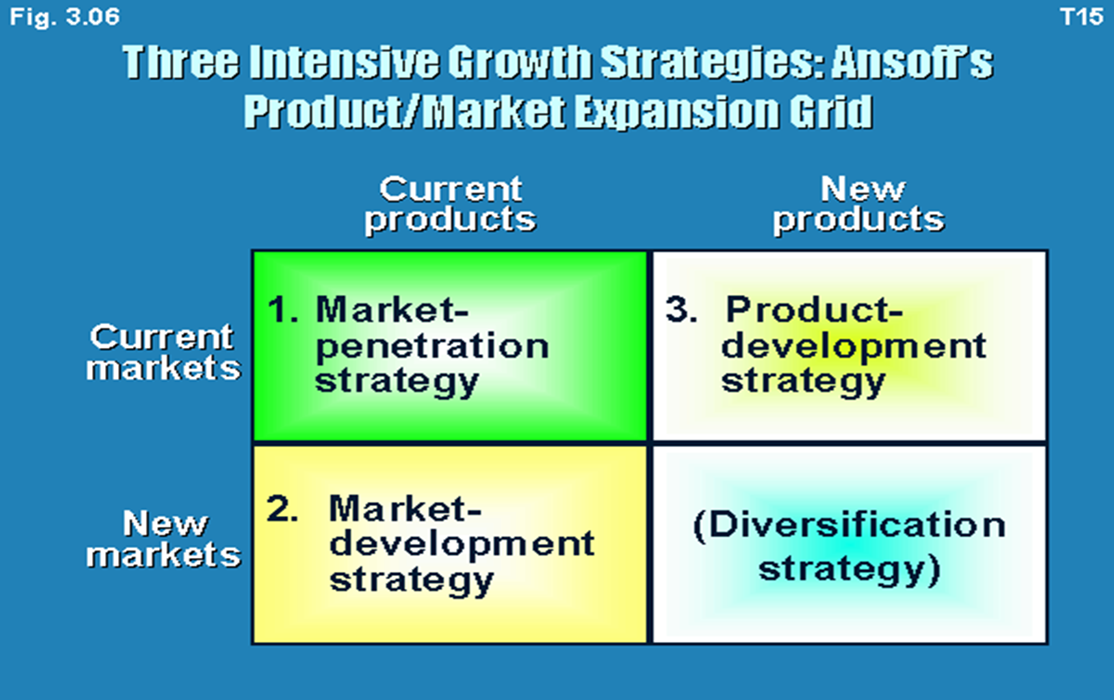 Fig. 3.06
T15
Three Intensive Growth Strategies: Ansoff's
Product/Market Expansion Grid
Current
products
New
products
Current
markets
1. Market-
penetration
strategy
3. Product-
development
strategy
New
markets
2. Market-
development
strategy
(Diversification
strategy)